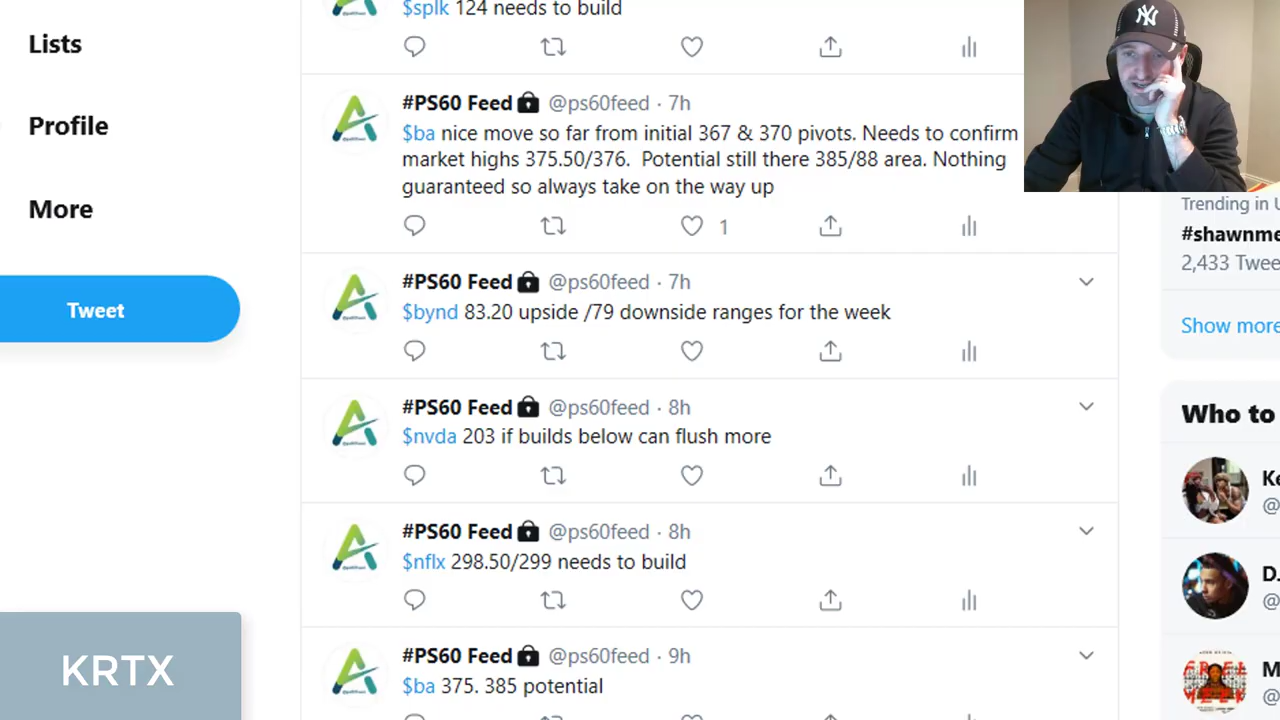 $splk 124 needs to build
Lists
Profile
More
Tweet
#PS60 Feed @ps60feed · 7h
$ba nice move so far from initial 367 & 370 pivots. Needs to confirm
market highs 375.50/376.  Potential still there 385/88 area. Nothing
guaranteed so always take on the way up
1
#PS60 Feed @ps60feed · 7h
$bynd 83.20 upside /79 downside ranges for the week
#PS60 Feed @ps60feed · 8h
$nvda 203 if builds below can flush more
#PS60 Feed @ps60feed · 8h
$nflx 298.50/299 needs to build
#PS60 Feed @ps60feed · 9h
$ba 375. 385 potential
Trending in
#shawnme
2,433 Twee
Show more
Who to
Ke
@
D.
@
M
@
KRTX